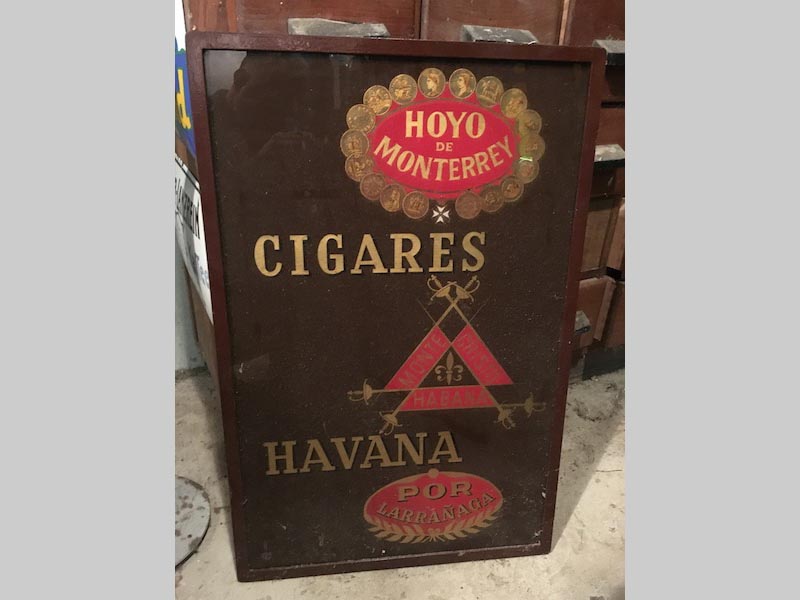 HOYO
DE
MONTERREY
CIGARES
MONTE CRISTO
HABANA
HAVANA
POR
LARRAÑAGA